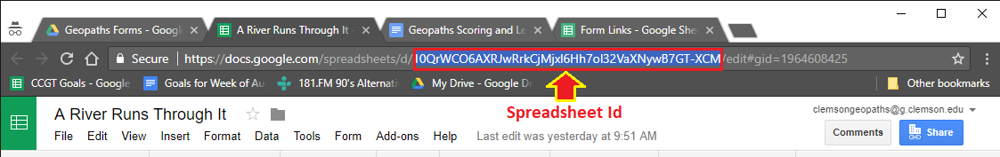 Geopaths Forms - Googl
A River Runs Through It -
Geopaths Scoring and Le
Form Links - Google Shee
Secure
https://docs.google.com/spreadsheets/d/10QrWCO6AXRJwRrkCjMjxl6Hh7ol32VaXNywB7GT-XCM/edit#gid=1964608425
CCGT Goals - Google
Goals for Week of Au
181.FM 90's Alternati
My Drive - Google Dr
Other bookmarks
Spreadsheet Id
A River Runs Through It
clemsongeopaths@g.clemson.edu
File Edit View Insert Format Data Tools Form Add-ons Help Last edit was yesterday at 9:51 AM
Comments
Share